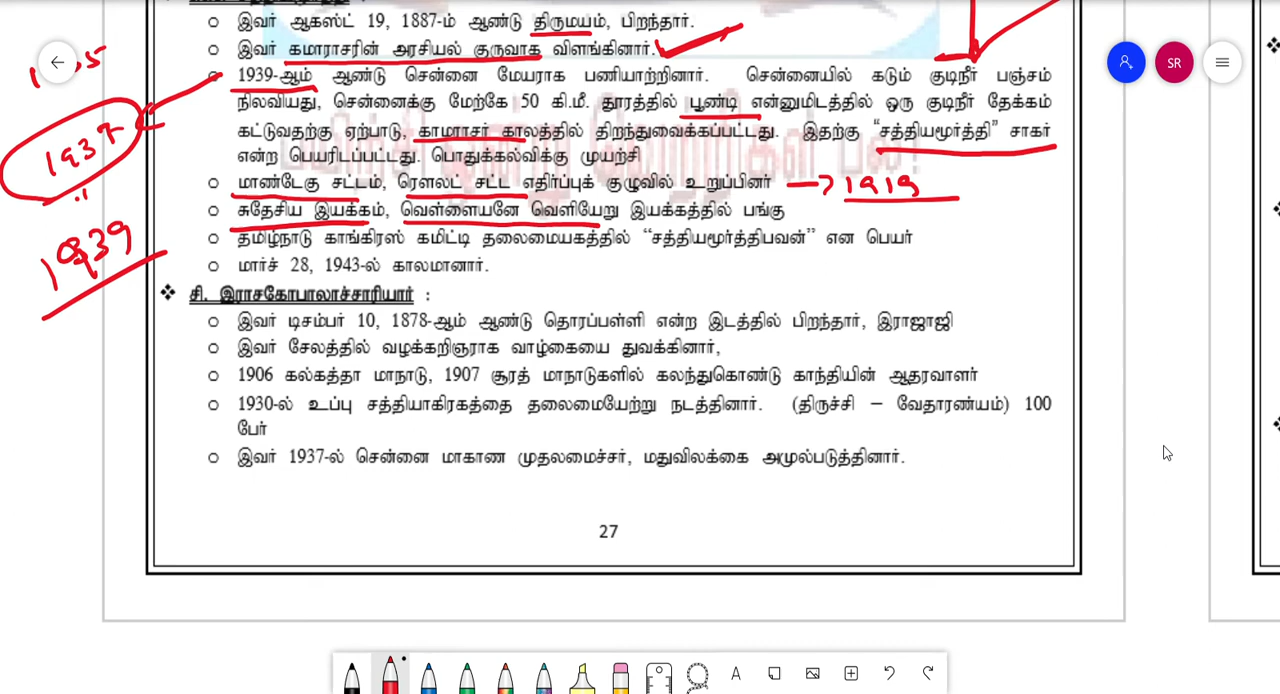 இவர் ஆகஸ்ட் 19, 1887-ம் ஆண்டு திருமயம், பிறந்தார்.
இவர் கமாராசரின் அரசியல் குருவாக விளங்கினார்.
1939-ஆம் ஆண்டு சென்னை மேயராக பணியாற்றினார். சென்னையில் கடும் குடிநீர் பஞ்சம்
நிலவியது, சென்னைக்கு மேற்கே 50 கி.மீ. தூரத்தில் பூண்டி என்னுமிடத்தில் ஒரு குடிநீர் தேக்கம்
கட்டுவதற்கு ஏற்பாடு, காமராசர் காலத்தில் திறந்துவைக்கப்பட்டது. இதற்கு “சத்தியமூர்த்தி” சாகர்
என்ற பெயரிடப்பட்டது. பொதுக்கல்விக்கு முயற்சி
மாண்டேகு சட்டம், ரௌலட் சட்ட எதிர்ப்புக் குழுவில் உறுப்பினர் → 1919
சுதேசிய இயக்கம், வெள்ளையனே வெளியேறு இயக்கத்தில் பங்கு
தமிழ்நாடு காங்கிரஸ் கமிட்டி தலைமையகத்தில் “சத்தியமூர்த்திபவன்” என பெயர்
மார்ச் 28, 1943-ல் காலமானார்.
1939
சி. இராசகோபாலாச்சாரியார் :
இவர் டிசம்பர் 10, 1878-ஆம் ஆண்டு தொரப்பள்ளி என்ற இடத்தில் பிறந்தார், இராஜாஜி
இவர் சேலத்தில் வழக்கறிஞராக வாழ்கையை துவக்கினார்,
1906 கல்கத்தா மாநாடு, 1907 சூரத் மாநாடுகளில் கலந்துகொண்டு காந்தியின் ஆதரவாளர்
1930-ல் உப்பு சத்தியாகிரகத்தை தலைமையேற்று நடத்தினார். (திருச்சி – வேதாரண்யம்) 100
பேர்
இவர் 1937-ல் சென்னை மாகாண முதலமைச்சர், மதுவிலக்கை அமுல்படுத்தினார்.
27
SR
A